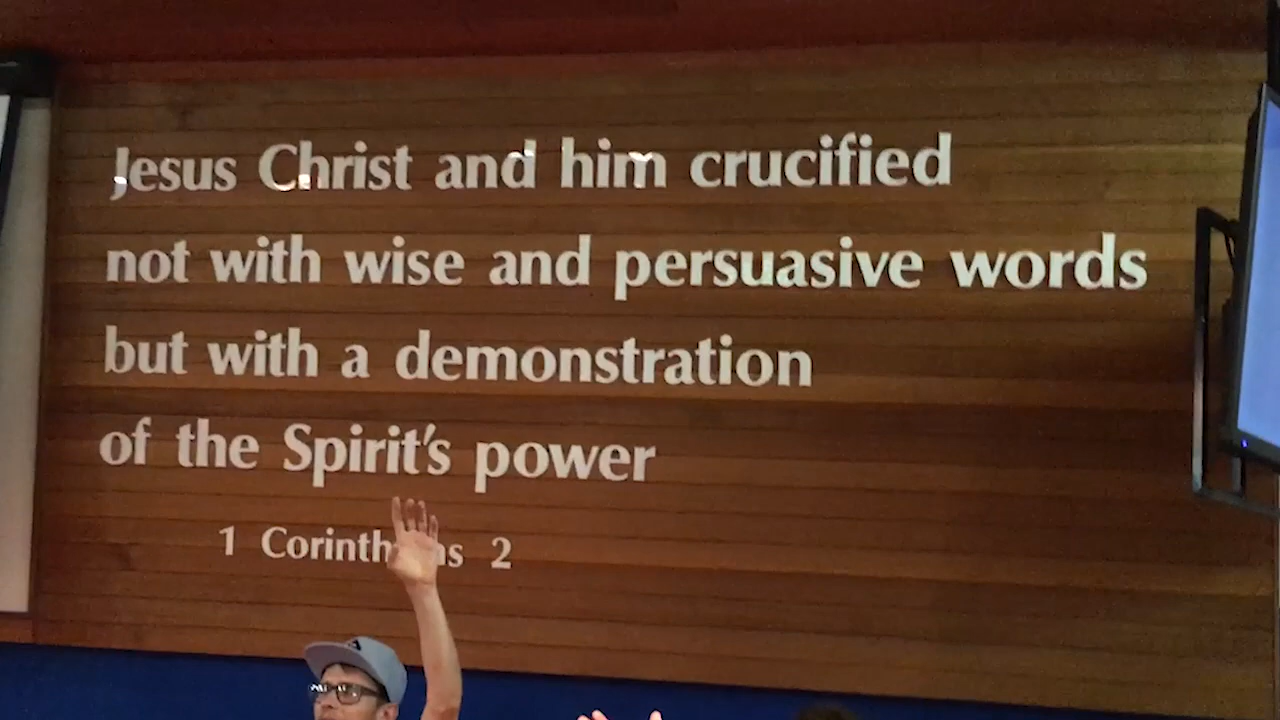 Jesus Christ and him crucified
not with wise and persuasive words
but with a demonstration
of the Spirit's power
1 Corinthians 2